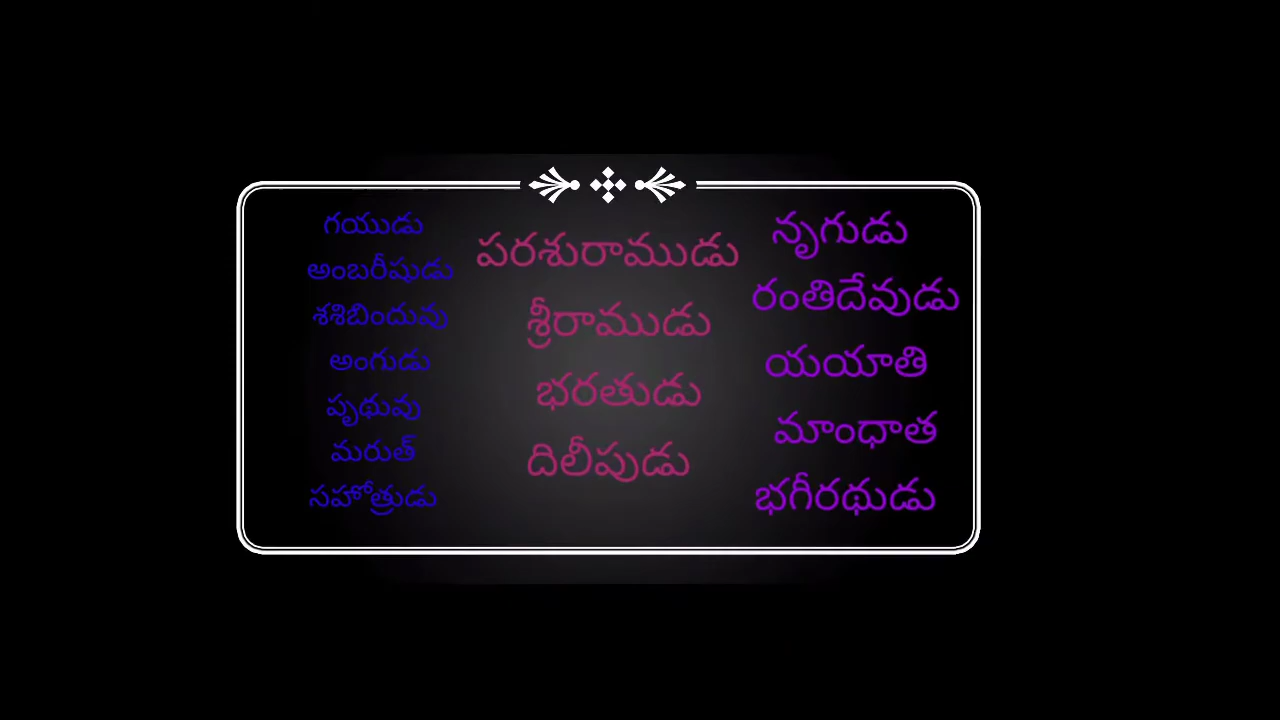 గయుడు
అంబరీషుడు
శశిబిందువు
అంగుడు
పృథువు
మరుత్
సహోత్రుడు
పరశురాముడు
శ్రీరాముడు
భరతుడు
దిలీపుడు
నృగుడు
రంతిదేవుడు
యయాతి
మాంధాత
భగీరథుడు